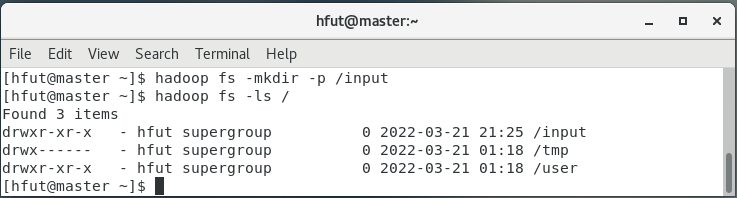 hfut@master:~
File Edit View Search Terminal Help
[hfut@master ~]$ hadoop fs -mkdir -p /input
[hfut@master ~]$ hadoop fs -ls /
Found 3 items
drwxr-xr-x   - hfut supergroup          0 2022-03-21 21:25 /input
drwx------   - hfut supergroup          0 2022-03-21 01:18 /tmp
drwxr-xr-x   - hfut supergroup          0 2022-03-21 01:18 /user
[hfut@master ~]$